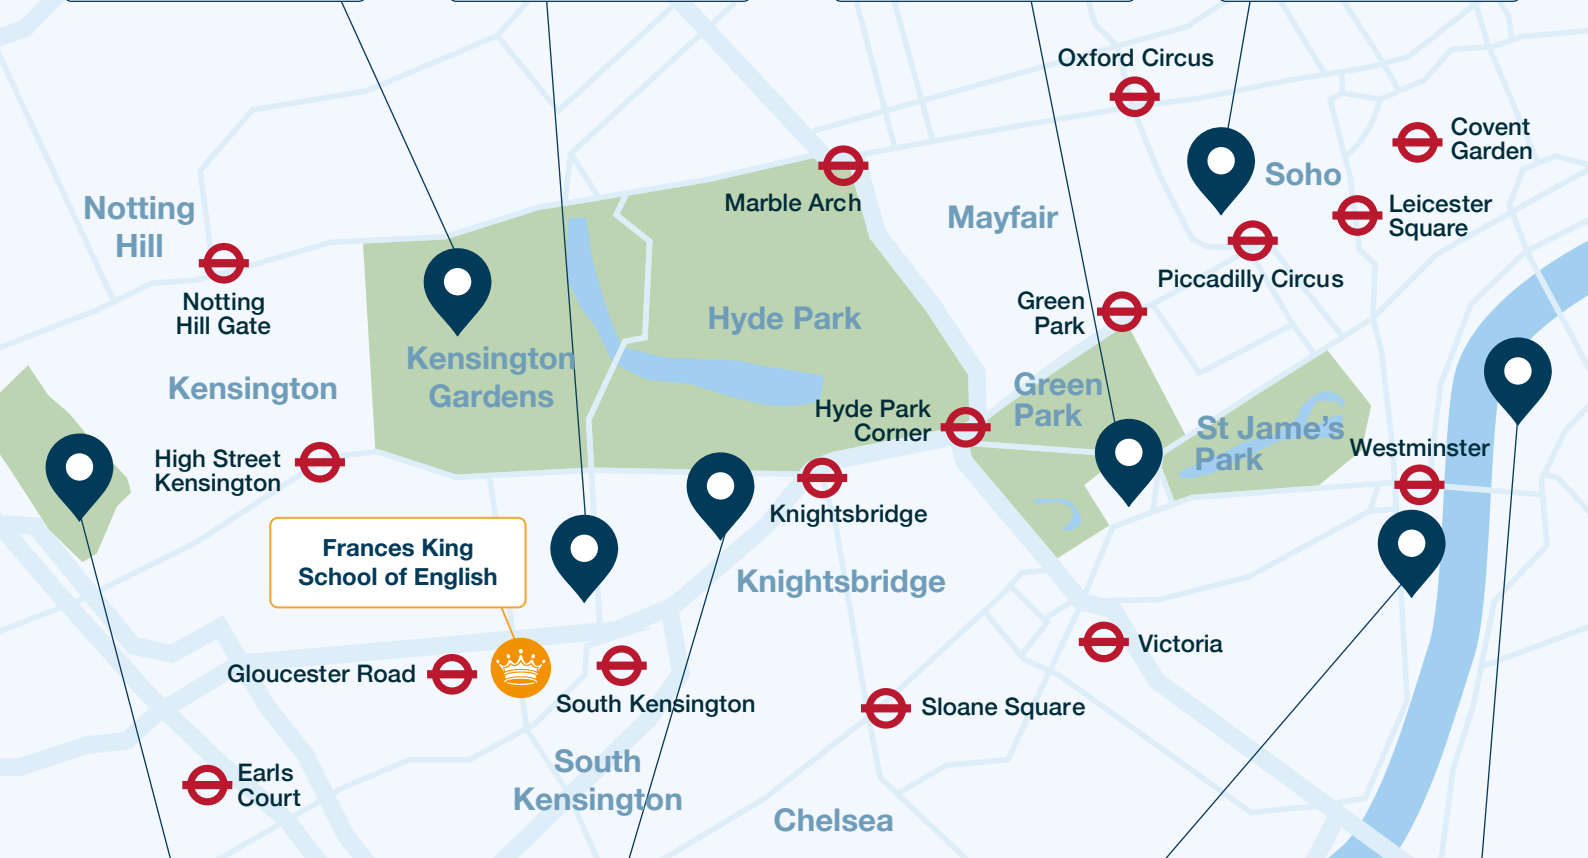 Oxford Circus
Covent
Garden
Soho
Marble Arch
Notting
Hill
Mayfair
Leicester
Square
Piccadilly Circus
Notting
Hill Gate
Green
Park
Hyde Park
Kensington
Gardens
Kensington
Green
Park
Hyde Park
Corner
St Jame’s
Park
Westminster
High Street
Kensington
Knightsbridge
Frances King
School of English
Knightsbridge
Victoria
Gloucester Road
South Kensington
Sloane Square
South
Kensington
Earls
Court
Chelsea